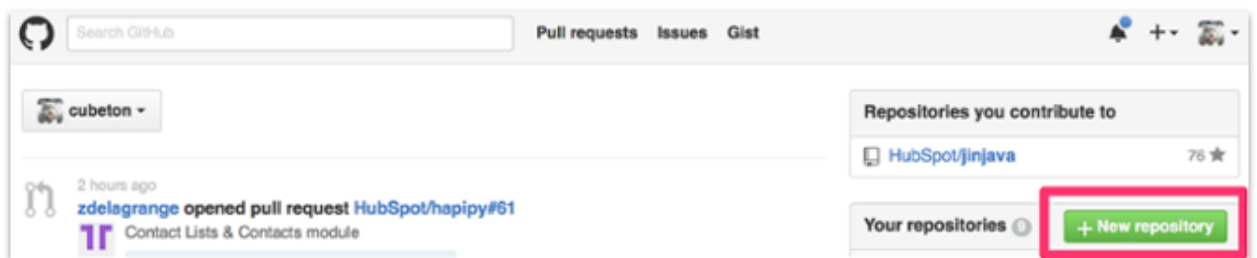 Search GitHub Pull requests Issues Gist
cubeton
Repositories you contribute to
HubSpot/jinjava 76
2 hours ago
zdelagrange opened pull request HubSpot/hapipy#61
Contact Lists & Contacts module
Your repositories
+ New repository